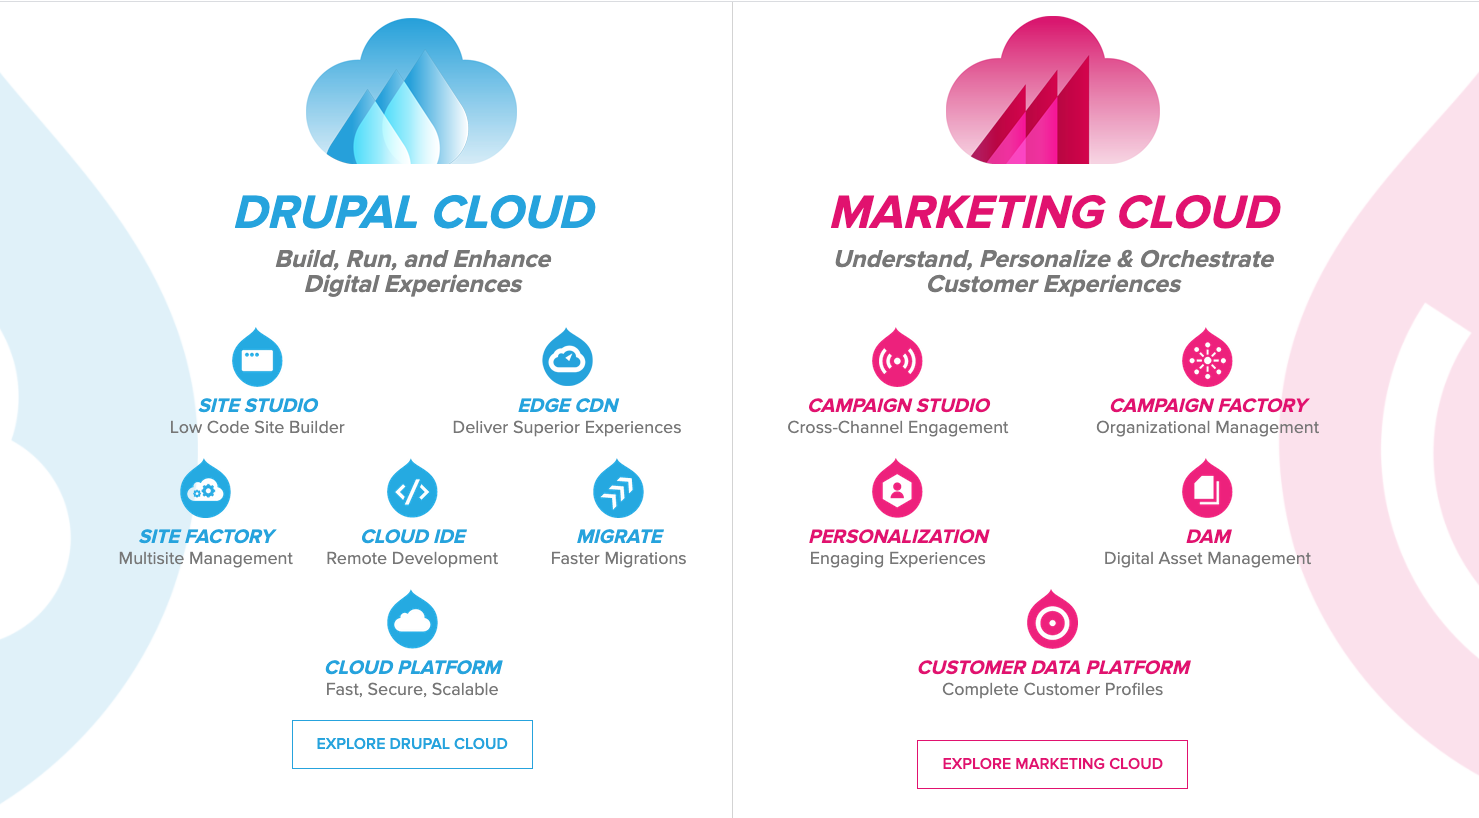 DRUPAL CLOUD
Build, Run, and Enhance
Digital Experiences
SITE STUDIO
Low Code Site Builder
EDGE CDN
Deliver Superior Experiences
SITE FACTORY
Multisite Management
CLOUD IDE
Remote Development
MIGRATE
Faster Migrations
CLOUD PLATFORM
Fast, Secure, Scalable
EXPLORE DRUPAL CLOUD
MARKETING CLOUD
Understand, Personalize & Orchestrate
Customer Experiences
CAMPAIGN STUDIO
Cross-Channel Engagement
CAMPAIGN FACTORY
Organizational Management
PERSONALIZATION
Engaging Experiences
DAM
Digital Asset Management
CUSTOMER DATA PLATFORM
Complete Customer Profiles
EXPLORE MARKETING CLOUD